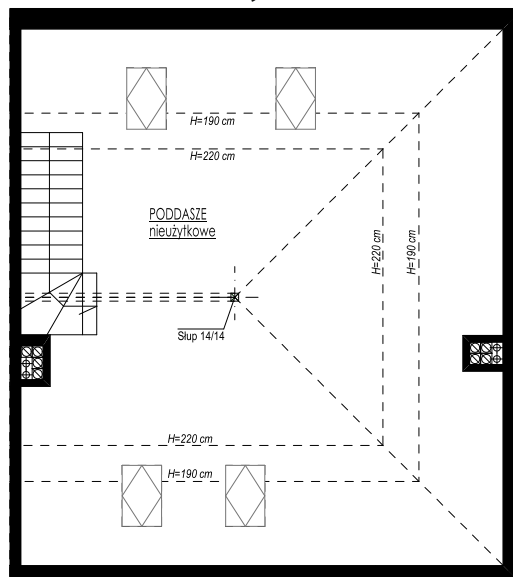 H=190 cm
H=220 cm
PODDASZE
nieużytkowe
H=220 cm
H=190 cm
Słup 14/14
H=220 cm
H=190 cm